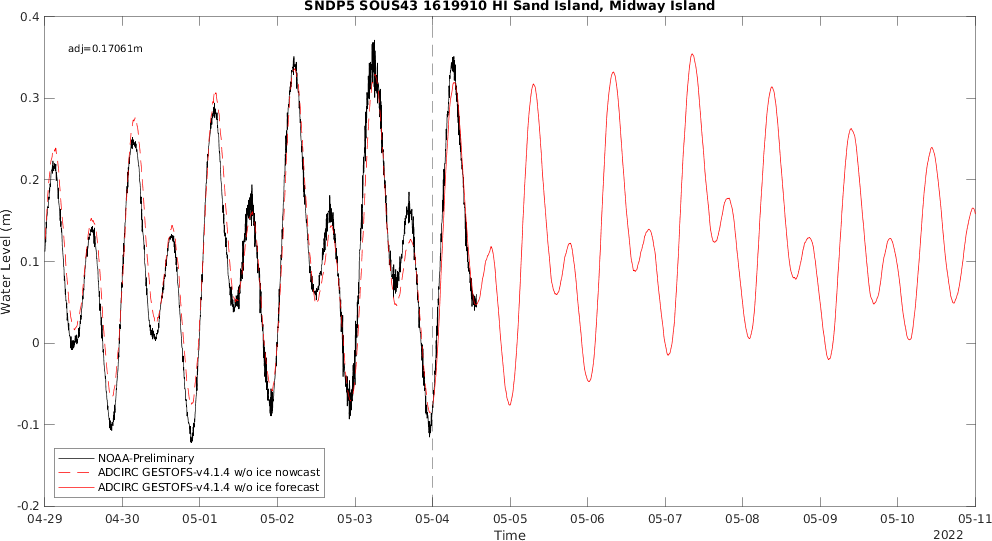 SNDP5 SOUS43 1619910 HI Sand Island, Midway Island
adj=0.17061m
Water Level (m)
0.4
0.3
0.2
0.1
0
-0.1
-0.2
NOAA-Preliminary
ADCIRC GESTOFS-v4.1.4 w/o ice nowcast
ADCIRC GESTOFS-v4.1.4 w/o ice forecast
04-29 04-30 05-01 05-02 05-03 05-04 05-05 05-06 05-07 05-08 05-09 05-10 05-11
Time
2022